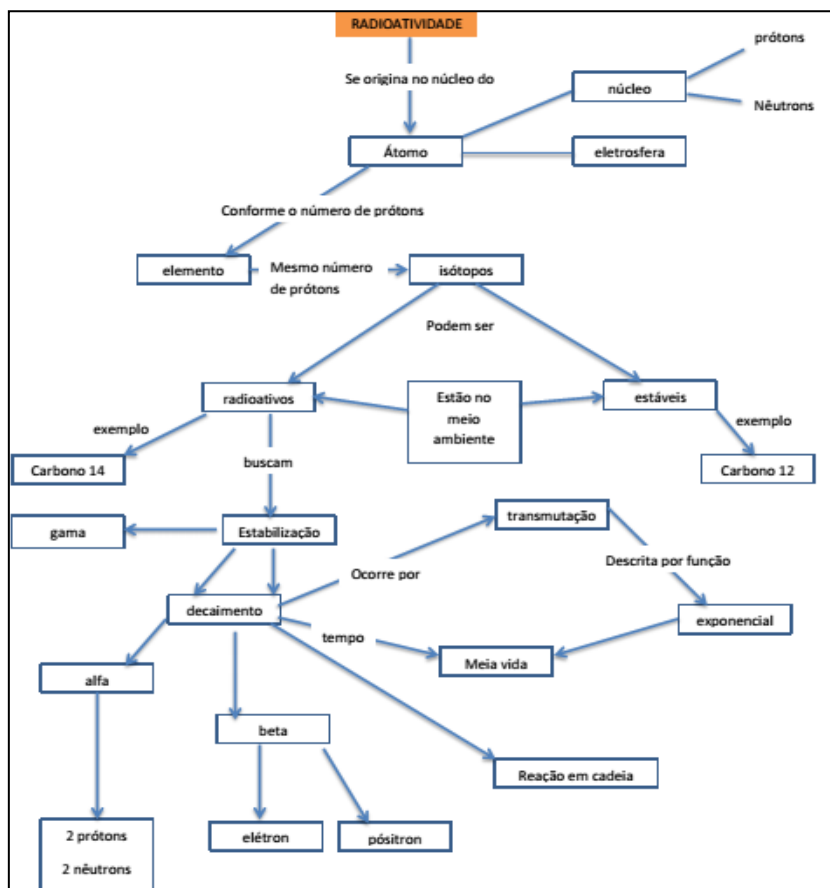 RADIOATIVIDADE
prótons
Se origina no núcleo do
núcleo
Nêutrons
Átomo
eletrosfera
Conforme o número de prótons
elemento
Mesmo número
de prótons
isótopos
Podem ser
radioativos
Estão no
meio
ambiente
estáveis
exemplo
exemplo
Carbono 14
buscam
Carbono 12
gama
Estabilização
transmutação
Ocorre por
Descrita por função
decaimento
tempo
exponencial
Meia vida
alfa
beta
Reação em cadeia
2 prótons
2 nêutrons
elétron
pósitron